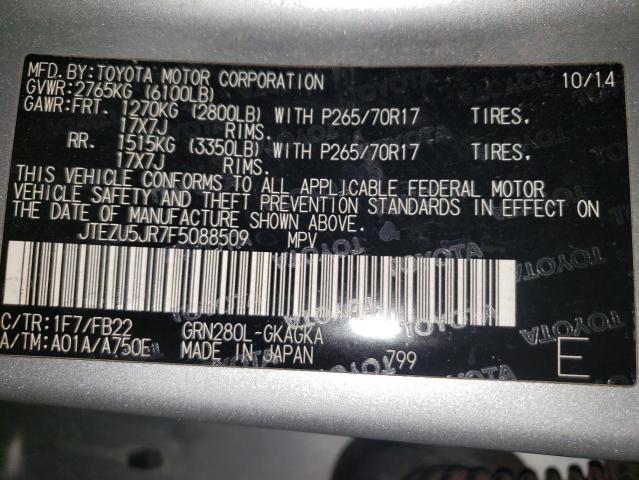 MFD. BY: TOYOTA MOTOR CORPORATION 10/14
GVWR: 2765KG (6100LB)
GAWR: FRT. 1270KG (2800LB) WITH P265/70R17 TIRES.
17X7J RIMS.
RR. 1515KG (3350LB) WITH P265/70R17 TIRES.
17X7J RIMS.
THIS VEHICLE CONFORMS TO ALL APPLICABLE FEDERAL MOTOR
VEHICLE SAFETY AND THEFT PREVENTION STANDARDS IN EFFECT ON
THE DATE OF MANUFACTURE SHOWN ABOVE.
JTEZU5JR7F5088509 MPV
C/TR: 1F7/FB22 GRN280L-GKAGKA
A/TM: A01A/A750E MADE IN JAPAN 799
E